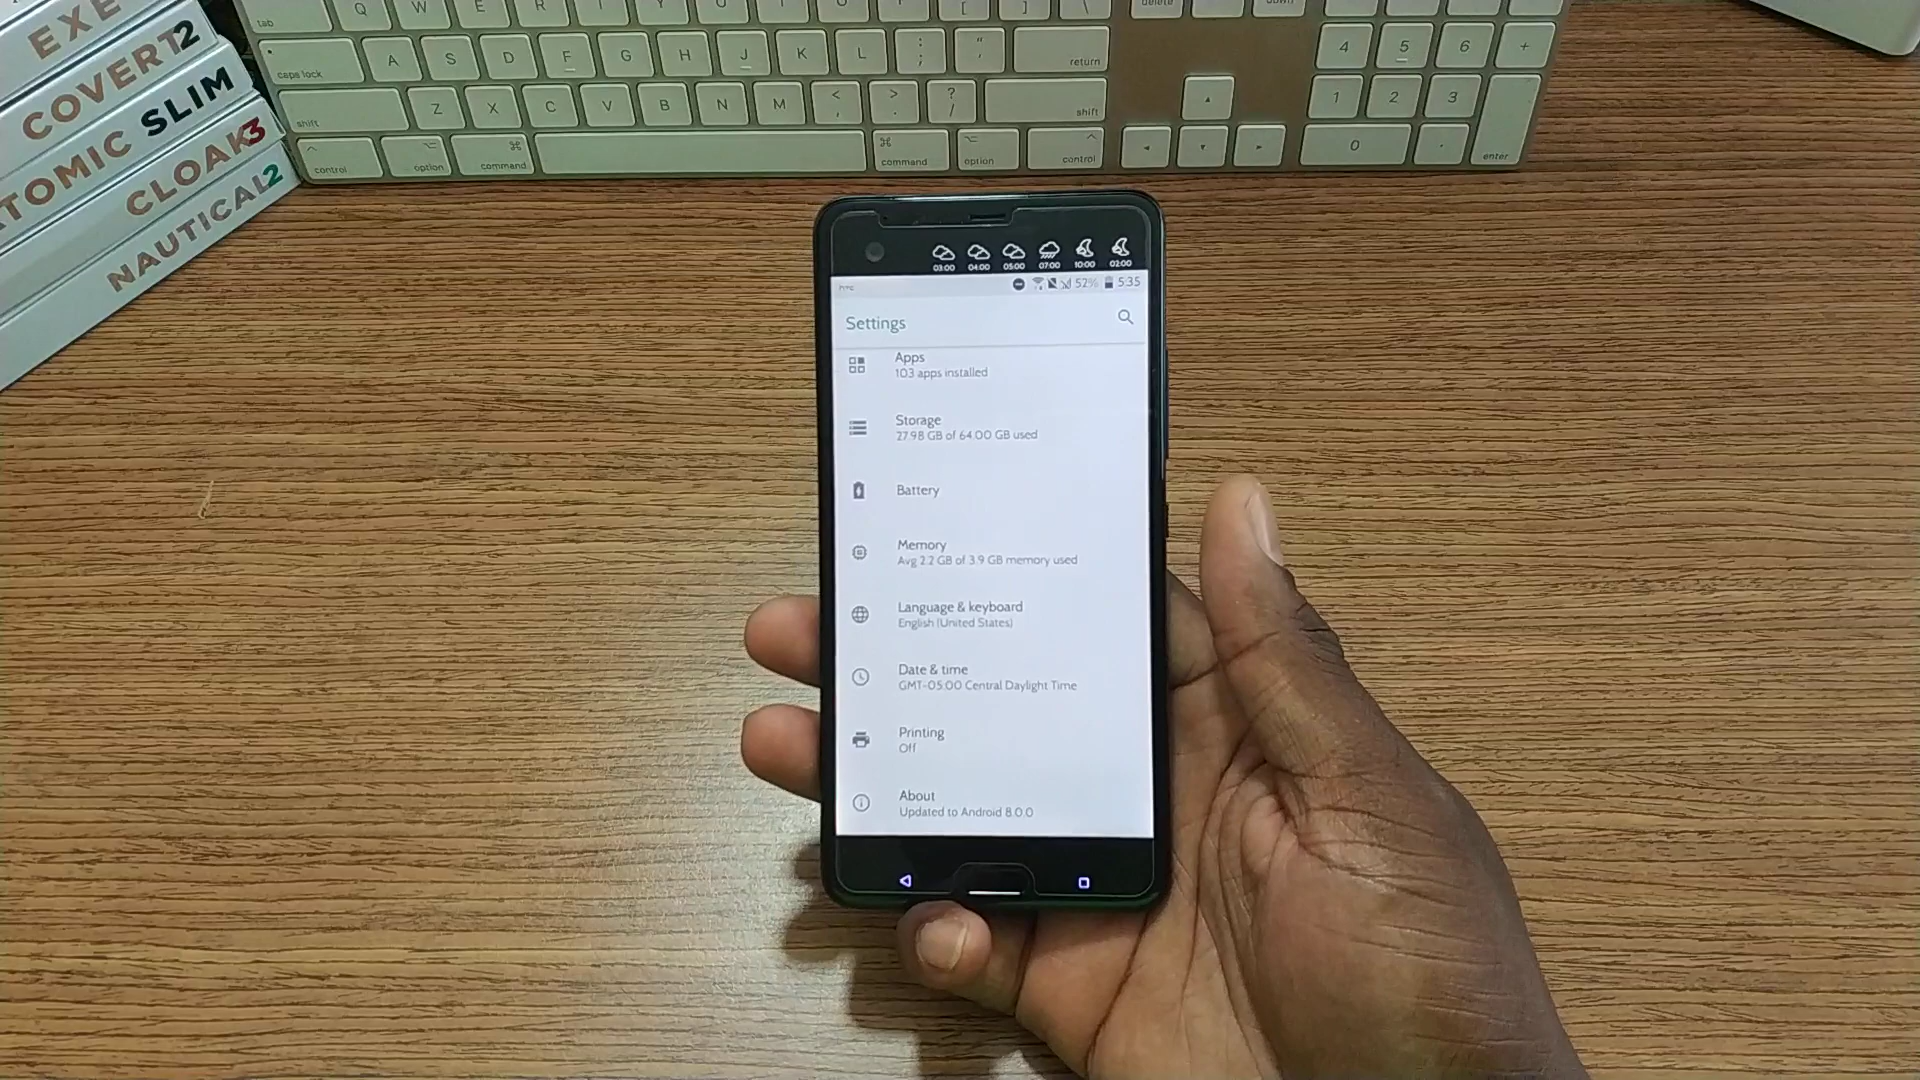 EXE
COVERT2
ATOMIC SLIM
CLOAK3
NAUTICAL2
tab Q W E R T Y U I O P [ ] \ delete
caps lock A S D F G H J K L : ; " ' return 4 5 6 +
shift Z X C V B N M < , > . ? / shift 1 2 3
control option command command option control 0 . enter
03:00 04:00 05:00 07:00 10:00 02:00
htc 52% 5:35
Settings
Apps
103 apps installed
Storage
27.98 GB of 64.00 GB used
Battery
Memory
Avg 2.2 GB of 3.9 GB memory used
Language & keyboard
English (United States)
Date & time
GMT-05:00 Central Daylight Time
Printing
Off
About
Updated to Android 8.0.0